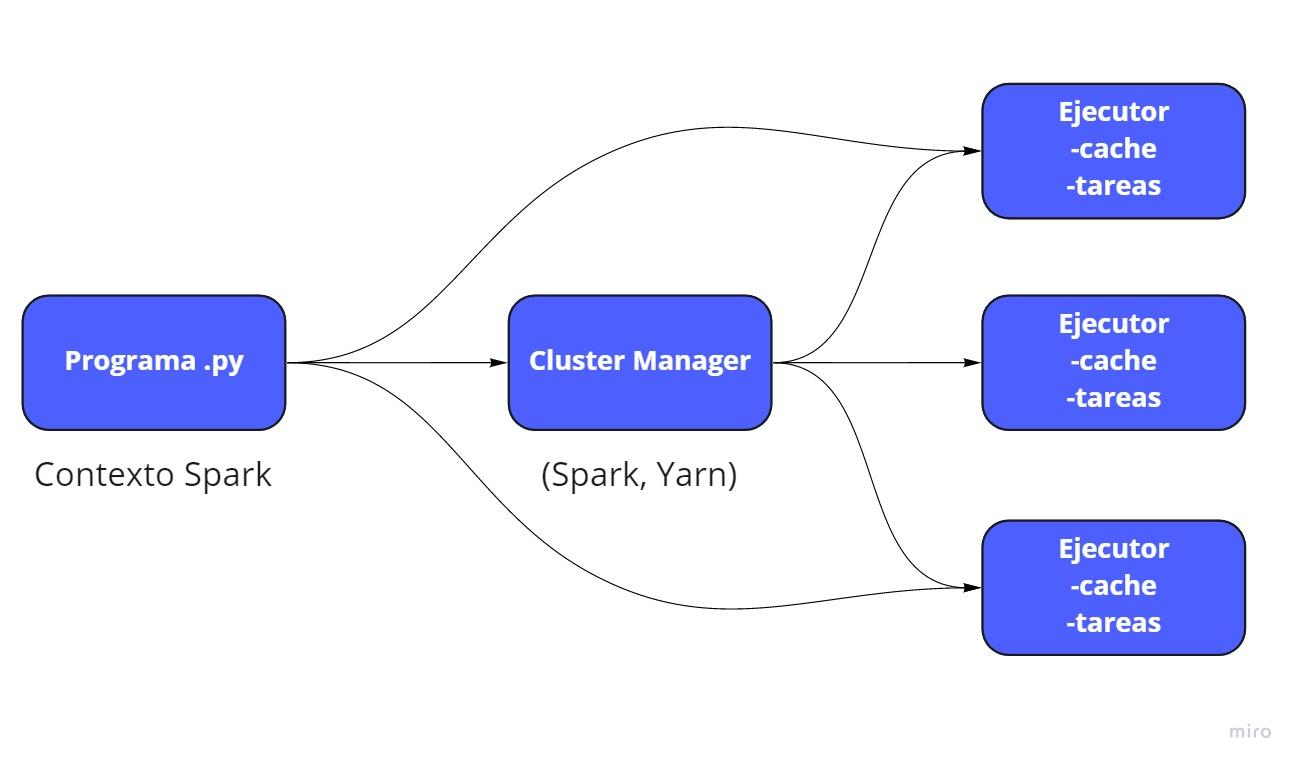 Programa .py
Contexto Spark
Cluster Manager
(Spark, Yarn)
Ejecutor
-cache
-tareas
Ejecutor
-cache
-tareas
Ejecutor
-cache
-tareas
miro